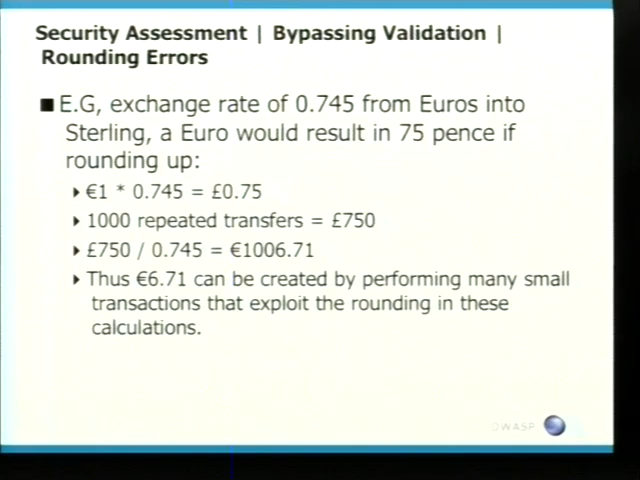 Security Assessment | Bypassing Validation |
Rounding Errors
E.G, exchange rate of 0.745 from Euros into
Sterling, a Euro would result in 75 pence if
rounding up:
€1 * 0.745 = £0.75
1000 repeated transfers = £750
£750 / 0.745 = €1006.71
Thus €6.71 can be created by performing many small
transactions that exploit the rounding in these
calculations.
OWASP